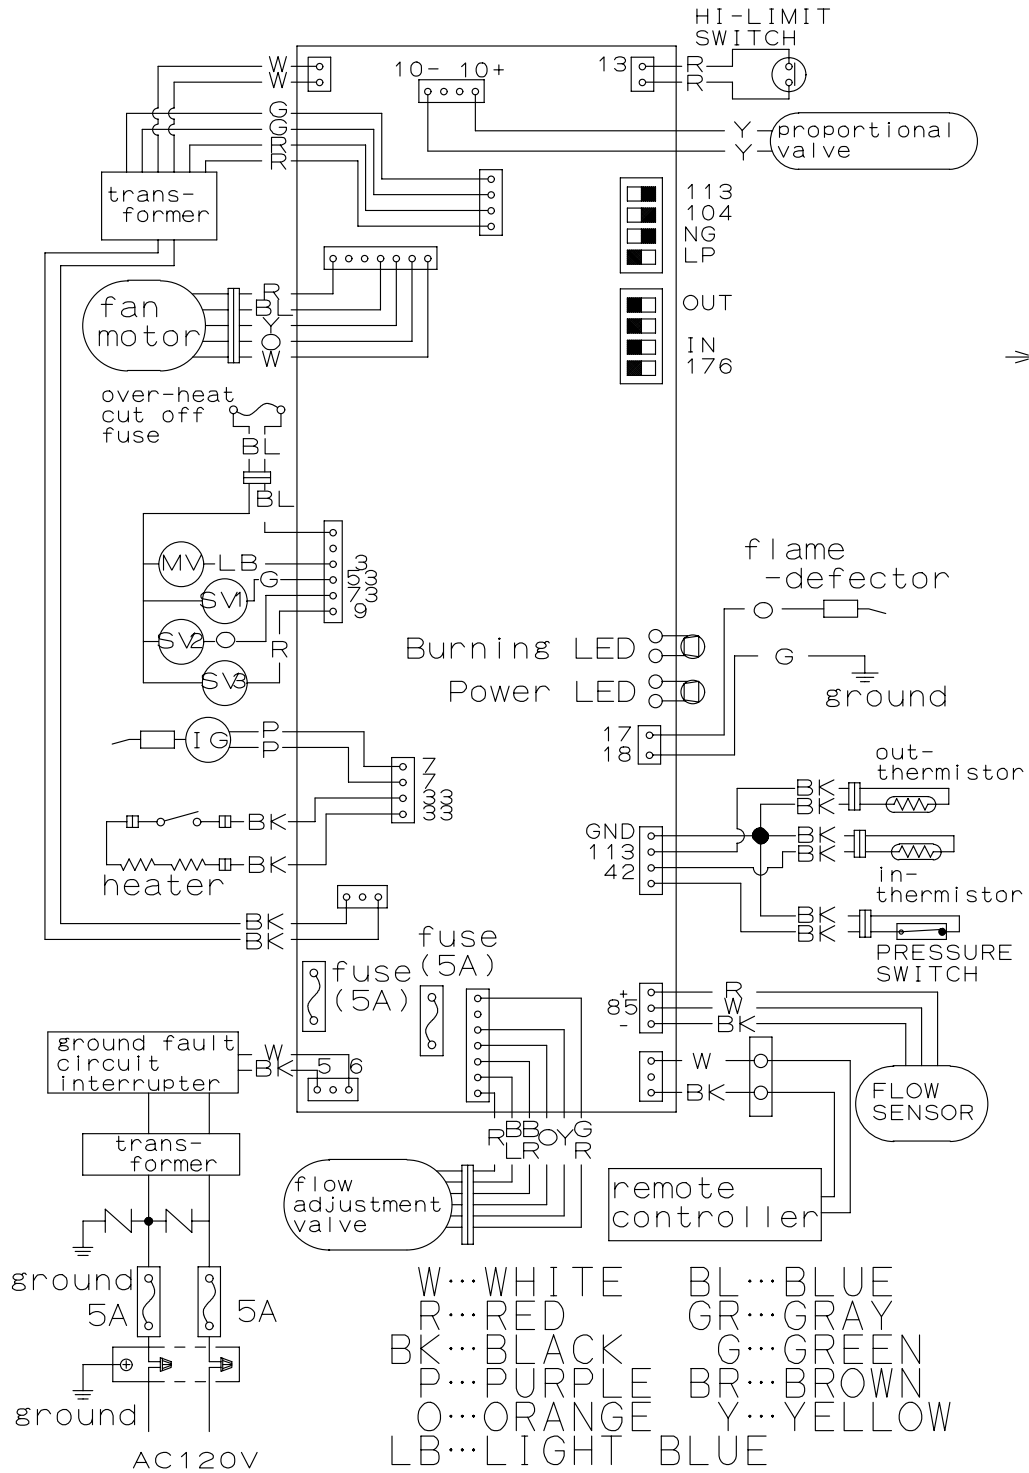 HI-LIMIT
SWITCH
W
W
10- 10+
13
R
R
G
G
R
R
Y
Y
proportional
valve
trans-
former
113
104
NG
LP
fan
motor
R
BL
Y
O
W
OUT
IN
176
over-heat
cut off
fuse
BL
BL
MV
LB
3
SV1
G
53
73
9
SV2
O
R
SV3
flame
-defector
O
Burning LED
G
Power LED
ground
IG
P
P
7
7
33
33
17
18
out-
thermistor
BK
BK
BK
BK
heater
GND
113
42
BK
BK
in-
thermistor
BK
BK
PRESSURE
SWITCH
BK
BK
fuse
(5A)
fuse
(5A)
+
85
-
R
W
BK
ground fault
circuit
interrupter
W
BK
5 6
W
BK
FLOW
SENSOR
trans-
former
R
BL
BR
O
Y
GR
flow
adjustment
valve
remote
controller
ground
5A
5A
ground
AC120V
W···WHITE BL···BLUE
R···RED GR···GRAY
BK···BLACK G···GREEN
P···PURPLE BR···BROWN
O···ORANGE Y···YELLOW
LB···LIGHT BLUE